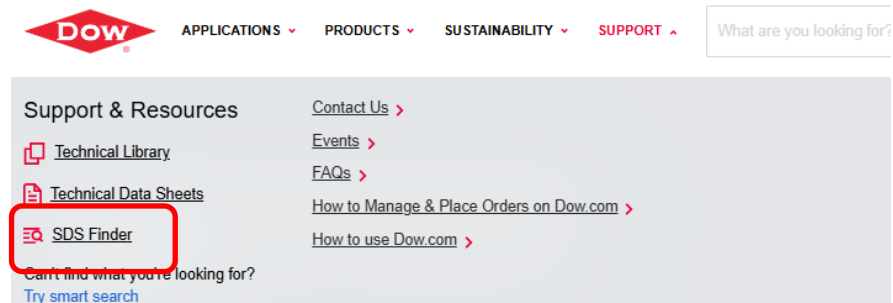 DOW
APPLICATIONS PRODUCTS SUSTAINABILITY SUPPORT What are you looking for?
Support & Resources
Technical Library
Technical Data Sheets
SDS Finder
Can't find what you're looking for?
Try smart search
Contact Us
Events
FAQs
How to Manage & Place Orders on Dow.com
How to use Dow.com